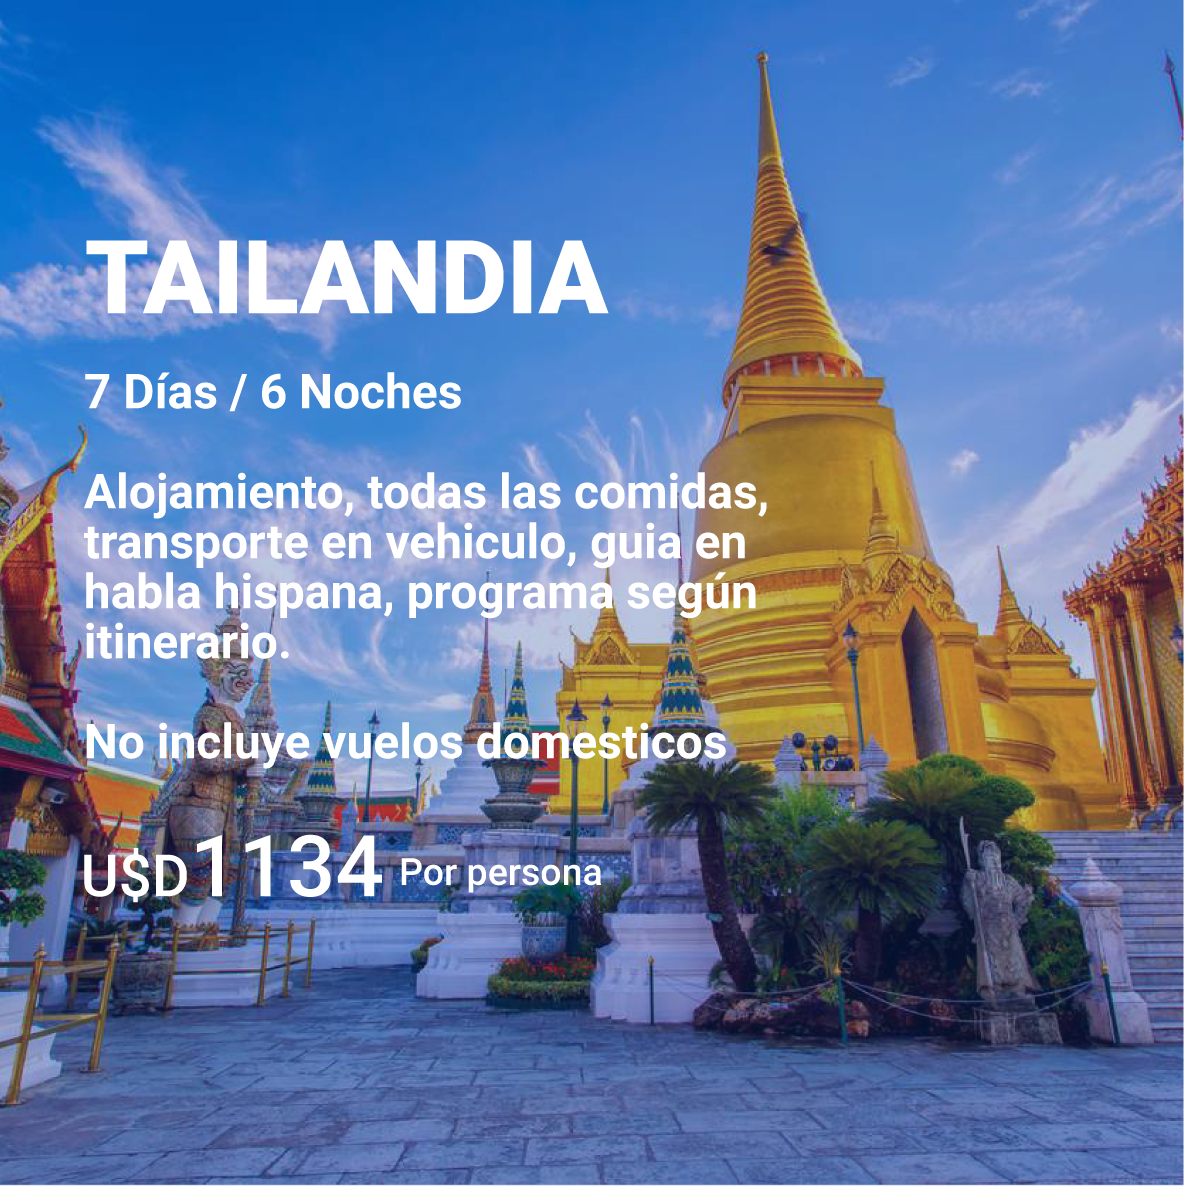 TAILANDIA
7 Días / 6 Noches
Alojamiento, todas las comidas,
transporte en vehiculo, guia en
habla hispana, programa según
itinerario.
No incluye vuelos domesticos
U$D1134 Por persona